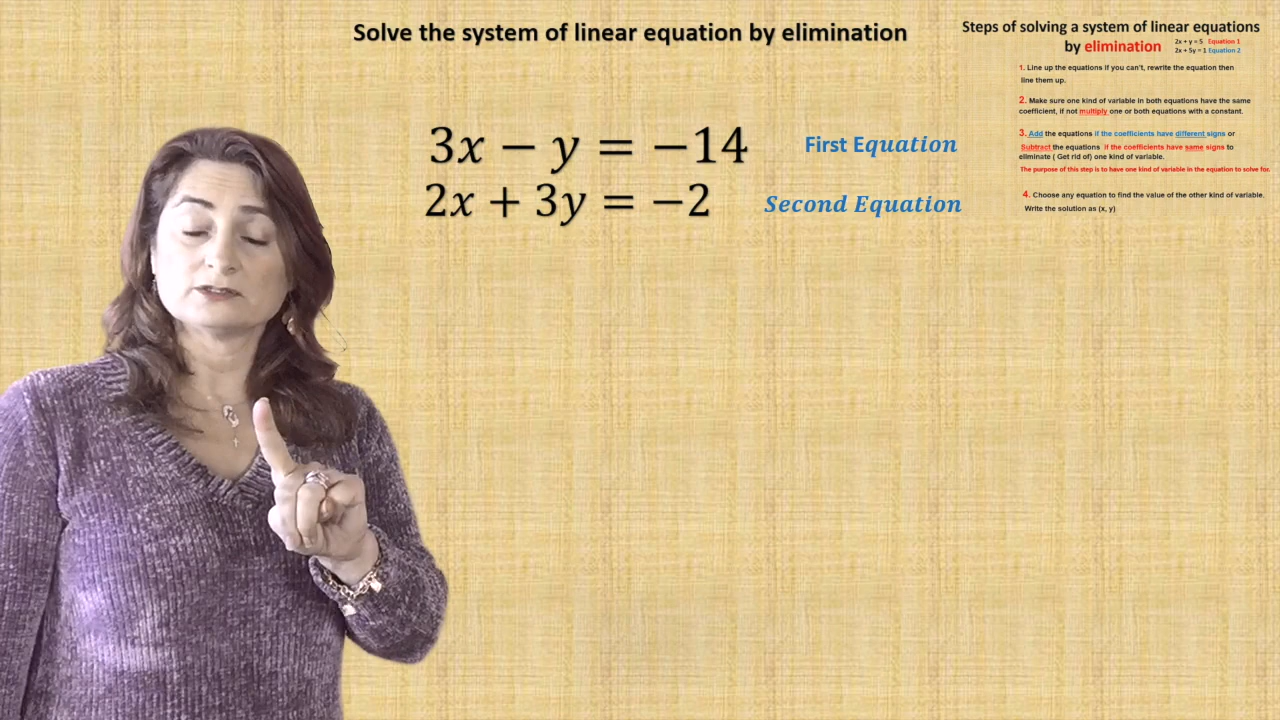 Solve the system of linear equation by elimination
3x − y = −14 First Equation
2x + 3y = −2 Second Equation
Steps of solving a system of linear equations
by elimination
2x + y = 5 Equation 1
2x + 5y = 1 Equation 2
1. Line up the equations if you can't, rewrite the equation then
line them up.
2. Make sure one kind of variable in both equations have the same
coefficient, if not multiply one or both equations with a constant.
3. Add the equations if the coefficients have different signs or
Subtract the equations if the coefficients have same signs to
eliminate ( Get rid of) one kind of variable.
The purpose of this step is to have one kind of variable in the equation to solve for.
4. Choose any equation to find the value of the other kind of variable.
Write the solution as (x, y)